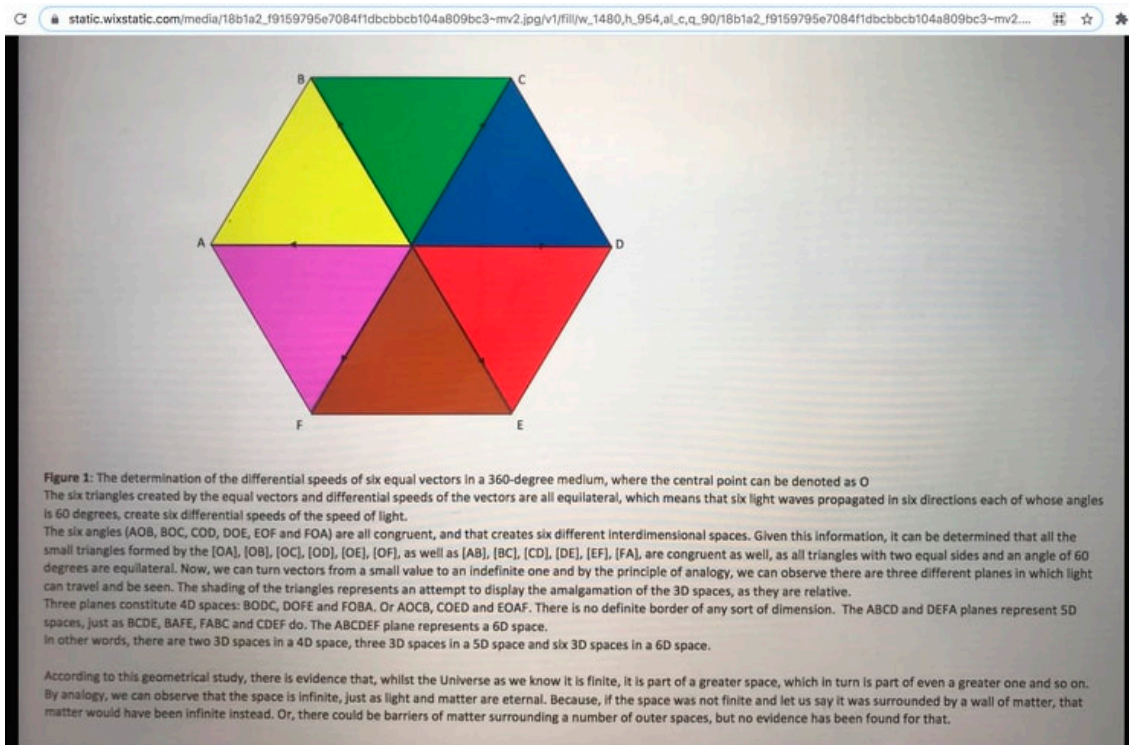 static.wixstatic.com/media/18b1a2_f9159795e7084f1dbcbbcb104a809bc3~mv2.jpg/v1/fill/w_1480,h_954,al_c,q_90/18b1a2_f9159795e7084f1dbcbbcb104a809bc3~mv2....
B
C
A
D
F
E
Figure 1: The determination of the differential speeds of six equal vectors in a 360-degree medium, where the central point can be denoted as O
The six triangles created by the equal vectors and differential speeds of the vectors are all equilateral, which means that six light waves propagated in six directions each of whose angles
is 60 degrees, create six differential speeds of the speed of light.
The six angles (AOB, BOC, COD, DOE, EOF and FOA) are all congruent, and that creates six different interdimensional spaces. Given this information, it can be determined that all the
small triangles formed by the [OA], [OB], [OC], [OD], [OE], [OF], as well as [AB], [BC], [CD], [DE], [EF], [FA], are congruent as well, as all triangles with two equal sides and an angle of 60
degrees are equilateral. Now, we can turn vectors from a small value to an indefinite one and by the principle of analogy, we can observe there are three different planes in which light
can travel and be seen. The shading of the triangles represents an attempt to display the amalgamation of the 3D spaces, as they are relative.
Three planes constitute 4D spaces: BODC, DOFE and FOBA. Or AOCB, COED and EOAF. There is no definite border of any sort of dimension. The ABCD and DEFA planes represent 5D
spaces, just as BCDE, BAFE, FABC and CDEF do. The ABCDEF plane represents a 6D space.
In other words, there are two 3D spaces in a 4D space, three 3D spaces in a 5D space and six 3D spaces in a 6D space.
According to this geometrical study, there is evidence that, whilst the Universe as we know it is finite, it is part of a greater space, which in turn is part of even a greater one and so on.
By analogy, we can observe that the space is infinite, just as light and matter are eternal. Because, if the space was not finite and let us say it was surrounded by a wall of matter, that
matter would have been infinite instead. Or, there could be barriers of matter surrounding a number of outer spaces, but no evidence has been found for that.